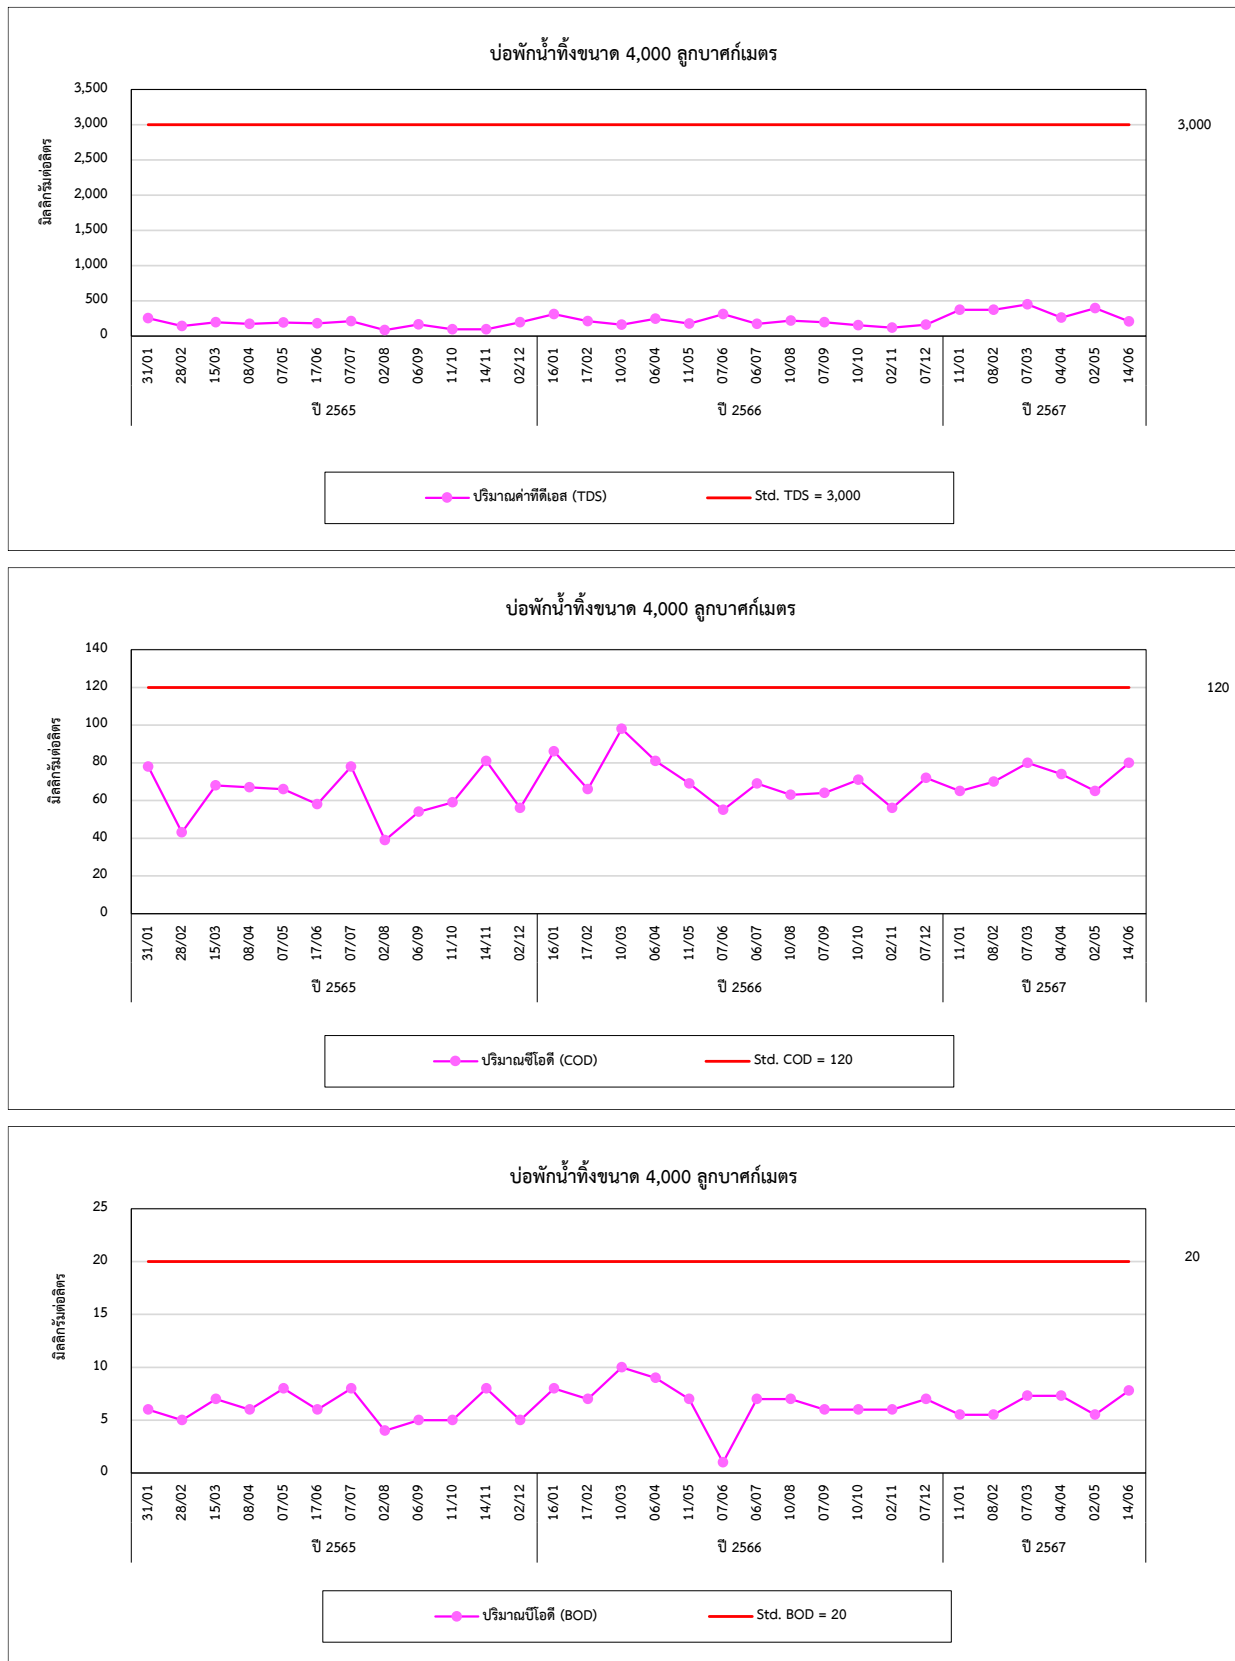 บ่อพักน้ำทิ้งขนาด 4,000 ลูกบาศก์เมตร
มิลลิกรัมต่อลิตร
3,500
3,000
2,500
2,000
1,500
1,000
500
0
3,000
31/01 28/02 15/03 08/04 07/05 17/06 07/07 02/08 06/09 11/10 14/11 02/12 16/01 17/02 10/03 06/04 11/05 07/06 06/07 10/08 07/09 10/10 02/11 07/12 11/01 08/02 07/03 04/04 02/05 14/06
ปี 2565 ปี 2566 ปี 2567
ปริมาณค่าทีดีเอส (TDS) Std. TDS = 3,000
บ่อพักน้ำทิ้งขนาด 4,000 ลูกบาศก์เมตร
มิลลิกรัมต่อลิตร
140
120
100
80
60
40
20
0
120
31/01 28/02 15/03 08/04 07/05 17/06 07/07 02/08 06/09 11/10 14/11 02/12 16/01 17/02 10/03 06/04 11/05 07/06 06/07 10/08 07/09 10/10 02/11 07/12 11/01 08/02 07/03 04/04 02/05 14/06
ปี 2565 ปี 2566 ปี 2567
ปริมาณซีโอดี (COD) Std. COD = 120
บ่อพักน้ำทิ้งขนาด 4,000 ลูกบาศก์เมตร
มิลลิกรัมต่อลิตร
25
20
15
10
5
0
20
31/01 28/02 15/03 08/04 07/05 17/06 07/07 02/08 06/09 11/10 14/11 02/12 16/01 17/02 10/03 06/04 11/05 07/06 06/07 10/08 07/09 10/10 02/11 07/12 11/01 08/02 07/03 04/04 02/05 14/06
ปี 2565 ปี 2566 ปี 2567
ปริมาณบีโอดี (BOD) Std. BOD = 20